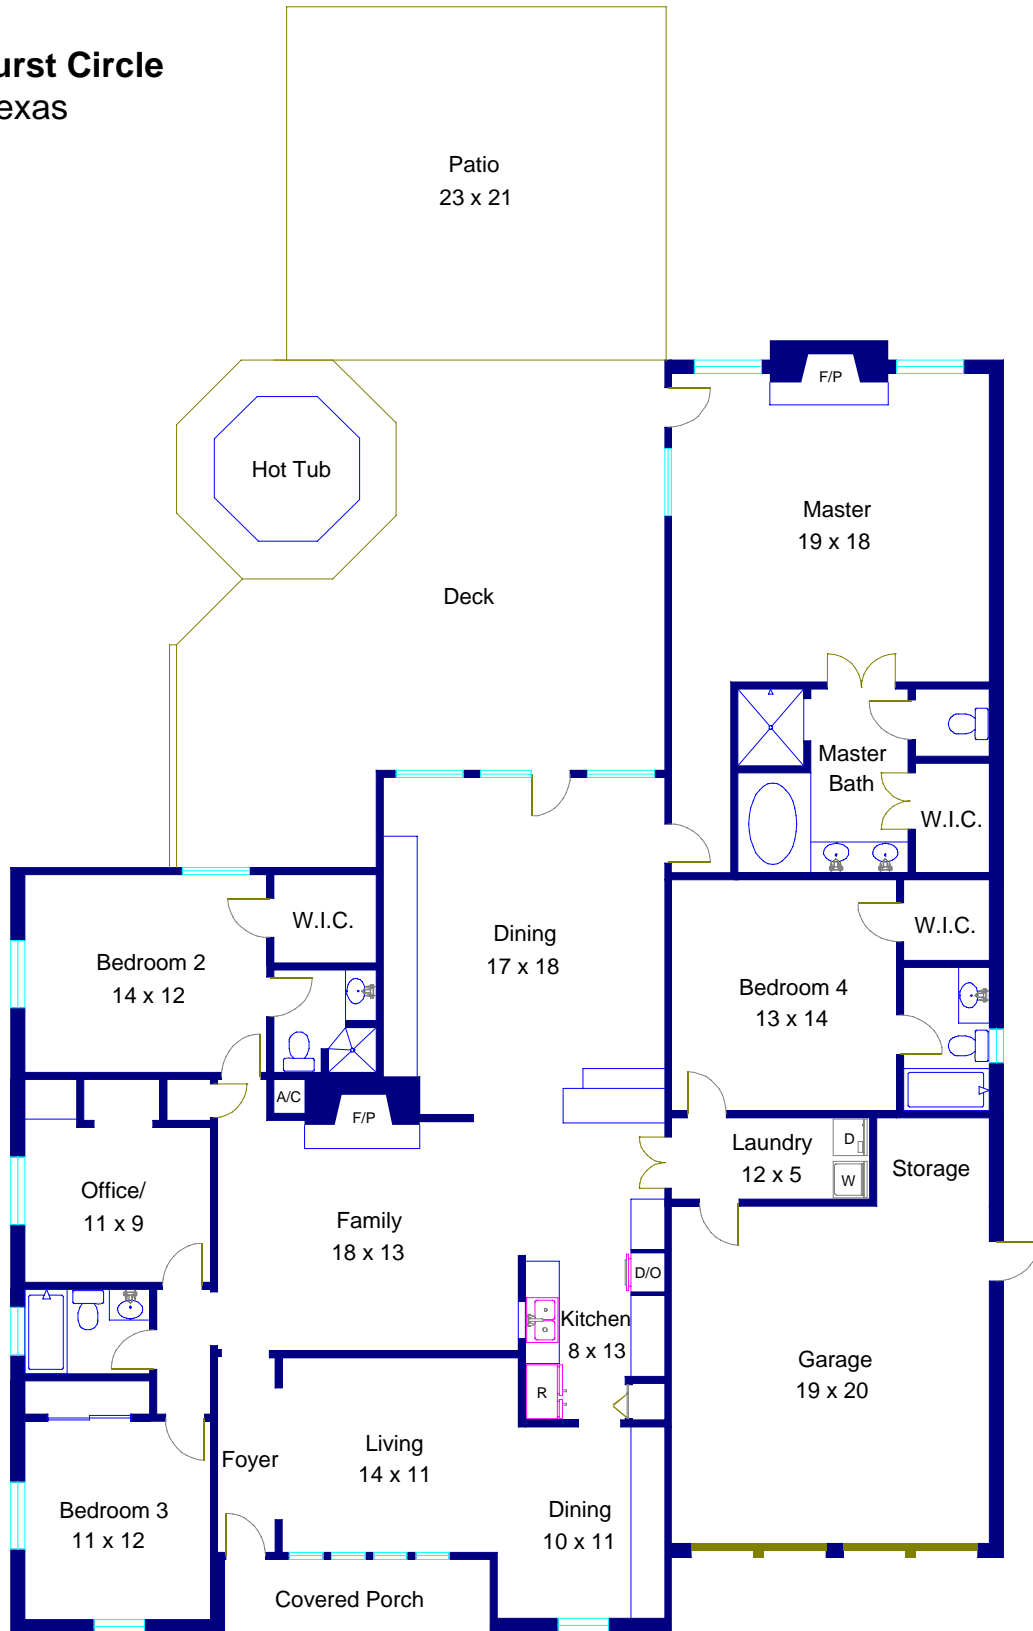 urst Circle
exas
Patio
23 x 21
F/P
Hot Tub
Master
19 x 18
Deck
Master
Bath
W.I.C.
W.I.C.
W.I.C.
Dining
17 x 18
Bedroom 2
14 x 12
Bedroom 4
13 x 14
A/C
F/P
Laundry
12 x 5
D
W
Storage
Office/
11 x 9
Family
18 x 13
D/O
Kitchen
8 x 13
R
Garage
19 x 20
Living
14 x 11
Foyer
Bedroom 3
11 x 12
Dining
10 x 11
Covered Porch